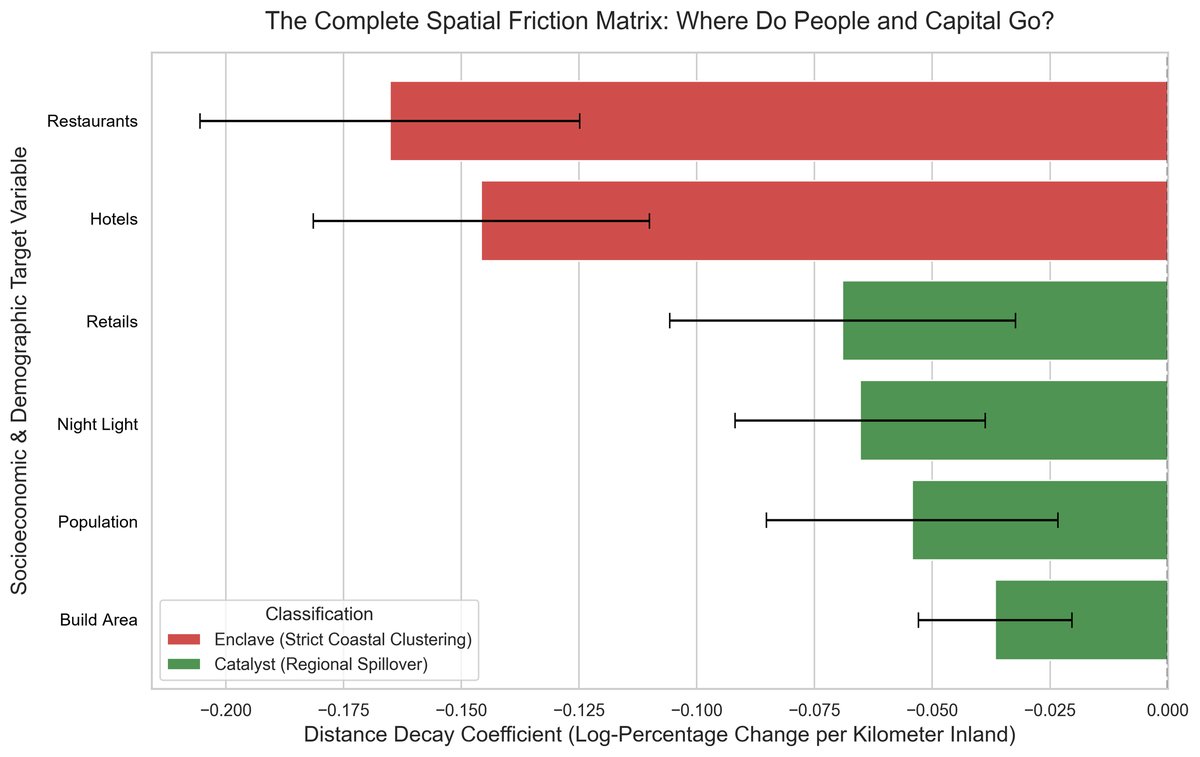 The Complete Spatial Friction Matrix: Where Do People and Capital Go?
Socioeconomic & Demographic Target Variable
Restaurants
Hotels
Retails
Night Light
Population
Build Area
Classification
Enclave (Strict Coastal Clustering)
Catalyst (Regional Spillover)
−0.200 −0.175 −0.150 −0.125 −0.100 −0.075 −0.050 −0.025 0.000
Distance Decay Coefficient (Log-Percentage Change per Kilometer Inland)